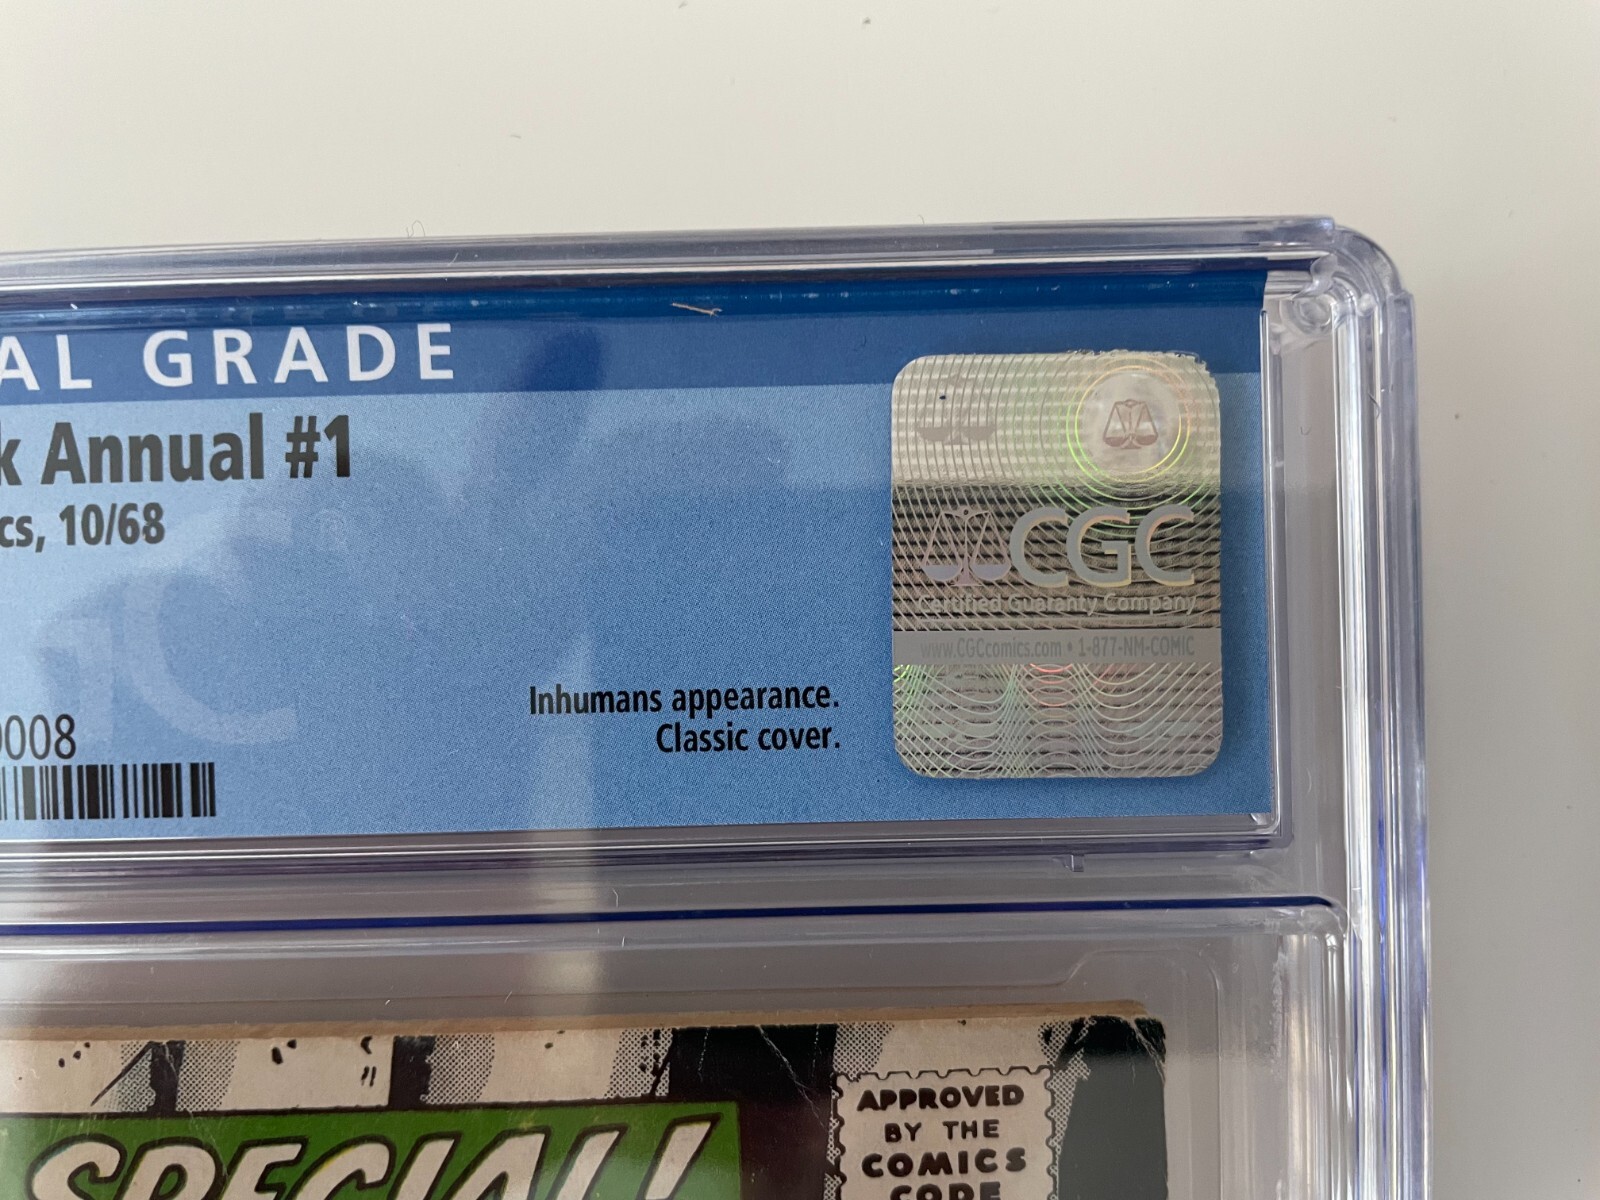 AL GRADE
k Annual #1
cs, 10/68
®
CGC
Certified Guaranty Company
www.CGCcomics.com • 1-877-NM-COMIC
Inhumans appearance.
Classic cover.
0008
SPECIAL!
APPROVED
BY THE
COMICS
CODE